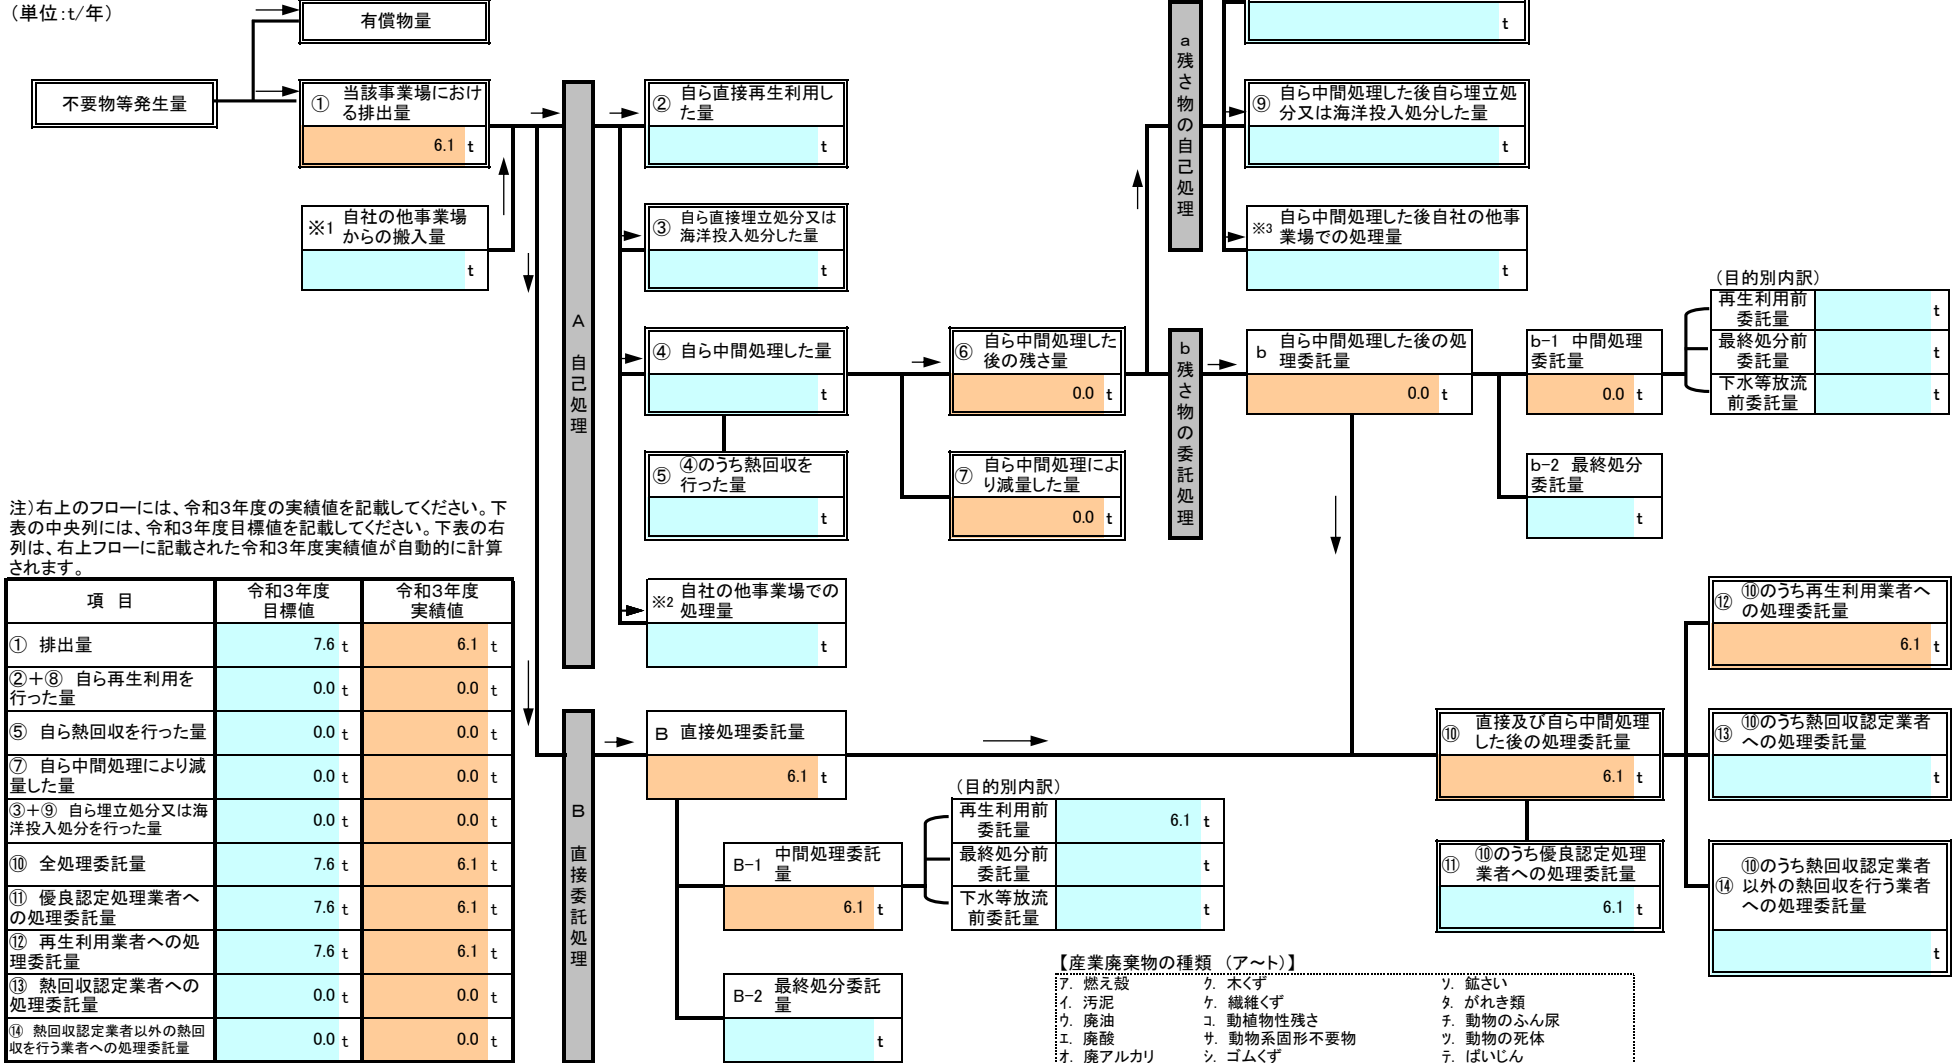 （単位：t/年）
有償物量
不要物等発生量
① 当該事業場におけ
る排出量
6.1 t
※1 自社の他事業場
からの搬入量
t
A 自己処理
② 自ら直接再生利用し
た量
t
③ 自ら直接埋立処分又は
海洋投入処分した量
t
④ 自ら中間処理した量
t
⑤ ④のうち熱回収を
行った量
t
※2 自社の他事業場での
処理量
t
⑥ 自ら中間処理した
後の残さ量
0.0 t
⑦ 自ら中間処理によ
り減量した量
0.0 t
a 残さ物の自己処理
t
⑨ 自ら中間処理した後自ら埋立処
分又は海洋投入処分した量
t
※3 自ら中間処理した後自社の他事
業場での処理量
t
b 残さ物の委託処理
b 自ら中間処理した後の処
理委託量
0.0 t
b-1 中間処理
委託量
0.0 t
b-2 最終処分
委託量
t
（目的別内訳）
再生利用前
委託量 t
最終処分前
委託量 t
下水等放流
前委託量 t
注）右上のフローには、令和3年度の実績値を記載してください。下
表の中央列には、令和3年度目標値を記載してください。下表の右
列は、右上フローに記載された令和3年度実績値が自動的に計算
されます。
項 目 令和3年度 令和3年度
目標値 実績値
① 排出量 7.6 t 6.1 t
②＋⑧ 自ら再生利用を
行った量 0.0 t 0.0 t
⑤ 自ら熱回収を行った量 0.0 t 0.0 t
⑦ 自ら中間処理により減
量した量 0.0 t 0.0 t
③＋⑨ 自ら埋立処分又は海
洋投入処分を行った量 0.0 t 0.0 t
⑩ 全処理委託量 7.6 t 6.1 t
⑪ 優良認定処理業者へ
の処理委託量 7.6 t 6.1 t
⑫ 再生利用業者への処
理委託量 7.6 t 6.1 t
⑬ 熱回収認定業者への
処理委託量 0.0 t 0.0 t
⑭ 熱回収認定業者以外の熱回
収を行う業者への処理委託量 0.0 t 0.0 t
B 直接委託処理
B 直接処理委託量
6.1 t
B-1 中間処理委託
量
6.1 t
B-2 最終処分委託
量
t
（目的別内訳）
再生利用前
委託量 6.1 t
最終処分前
委託量 t
下水等放流
前委託量 t
⑩ 直接及び自ら中間処理
した後の処理委託量
6.1 t
⑪ ⑩のうち優良認定処理
業者への処理委託量
6.1 t
⑫ ⑩のうち再生利用業者へ
の処理委託量
6.1 t
⑬ ⑩のうち熱回収認定業者
への処理委託量
t
⑭ ⑩のうち熱回収認定業者
以外の熱回収を行う業者
への処理委託量
t
【産業廃棄物の種類 （ア～ト）】
ア. 燃え殻 ク. 木くず ソ. 鉱さい
イ. 汚泥 ケ. 繊維くず タ. がれき類
ウ. 廃油 コ. 動植物性残さ チ. 動物のふん尿
エ. 廃酸 サ. 動物系固形不要物 ツ. 動物の死体
オ. 廃アルカリ シ. ゴムくず テ. ばいじん